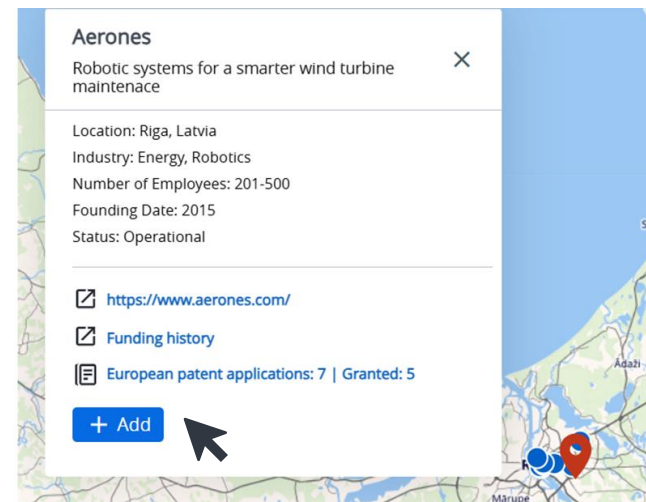 Aerones
Robotic systems for a smarter wind turbine
maintenace
Location: Riga, Latvia
Industry: Energy, Robotics
Number of Employees: 201-500
Founding Date: 2015
Status: Operational
https://www.aerones.com/
Funding history
European patent applications: 7 | Granted: 5
+ Add
Ādaži
Mārupe